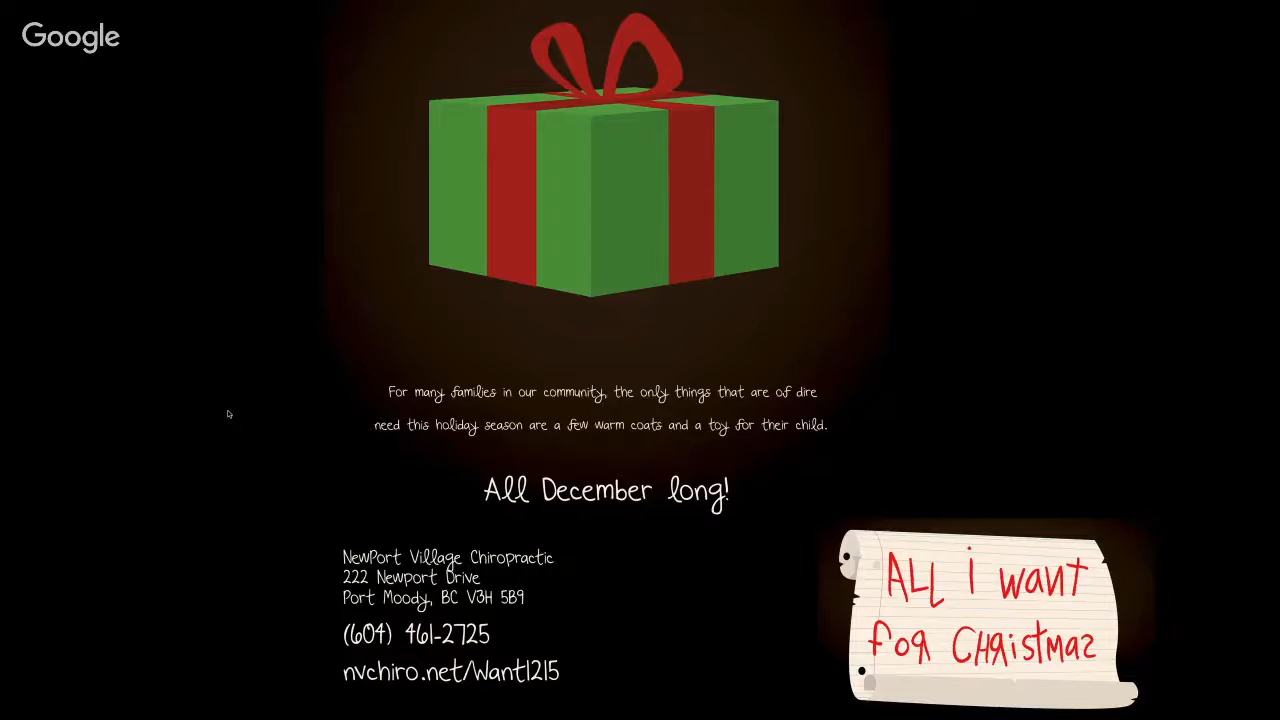 Google
For many families in our community, the only things that are of dire
need this holiday season are a few warm coats and a toy for their child.
All December long!
NewPort Village Chiropractic
222 Newport Drive
Port Moody, BC V3H 5B9
(604) 461-2725
nvchiro.net/Want1215
ALL i want
for CHRistmas